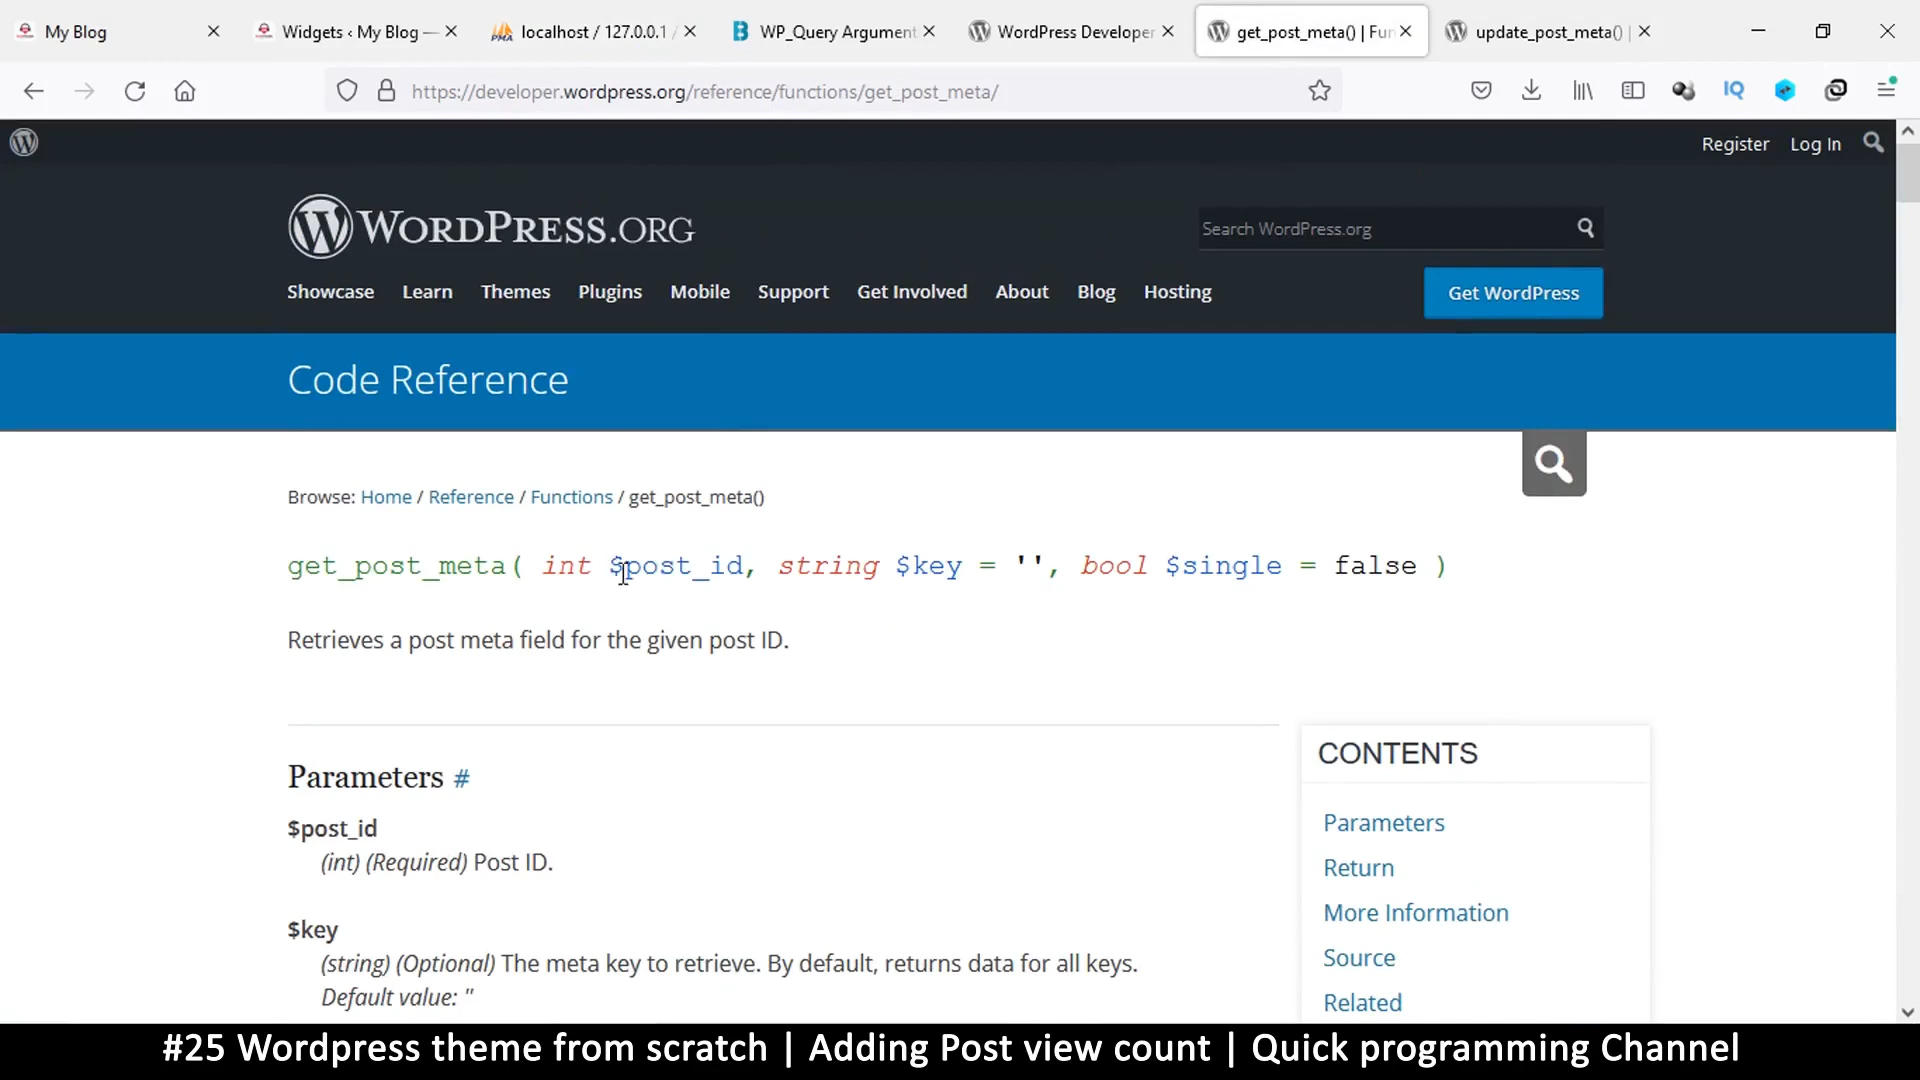 My Blog
Widgets ‹ My Blog —
localhost / 127.0.0.1 /
WP_Query Argument
WordPress Developer
get_post_meta() | Fun
update_post_meta() |
https://developer.wordpress.org/reference/functions/get_post_meta/
IQ
Register Log In
WORDPRESS.ORG
Search WordPress.org
Showcase Learn Themes Plugins Mobile Support Get Involved About Blog Hosting
Get WordPress
Code Reference
Browse: Home / Reference / Functions / get_post_meta()
get_post_meta( int $post_id, string $key = '', bool $single = false )
Retrieves a post meta field for the given post ID.
Parameters #
$post_id
(int) (Required) Post ID.
$key
(string) (Optional) The meta key to retrieve. By default, returns data for all keys.
Default value: ''
CONTENTS
Parameters
Return
More Information
Source
Related
#25 Wordpress theme from scratch | Adding Post view count | Quick programming Channel